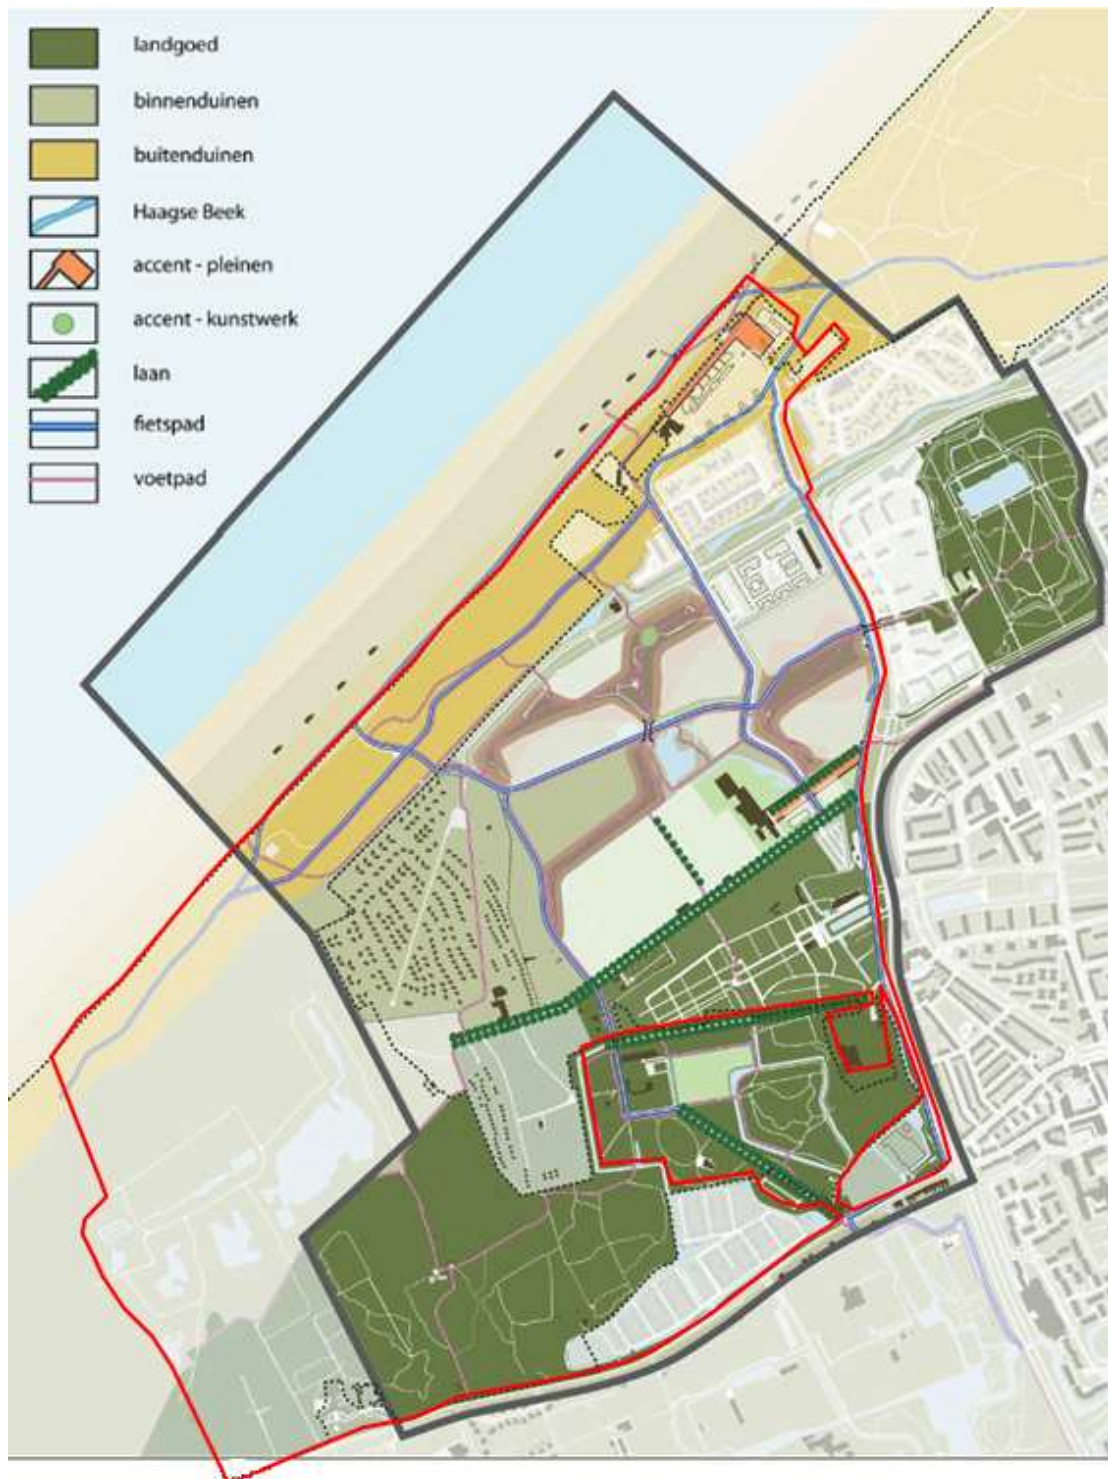 landgoed
binnenduinen
buitenduinen
Haagse Beek
accent - pleinen
accent - kunstwerk
laan
fietspad
voetpad